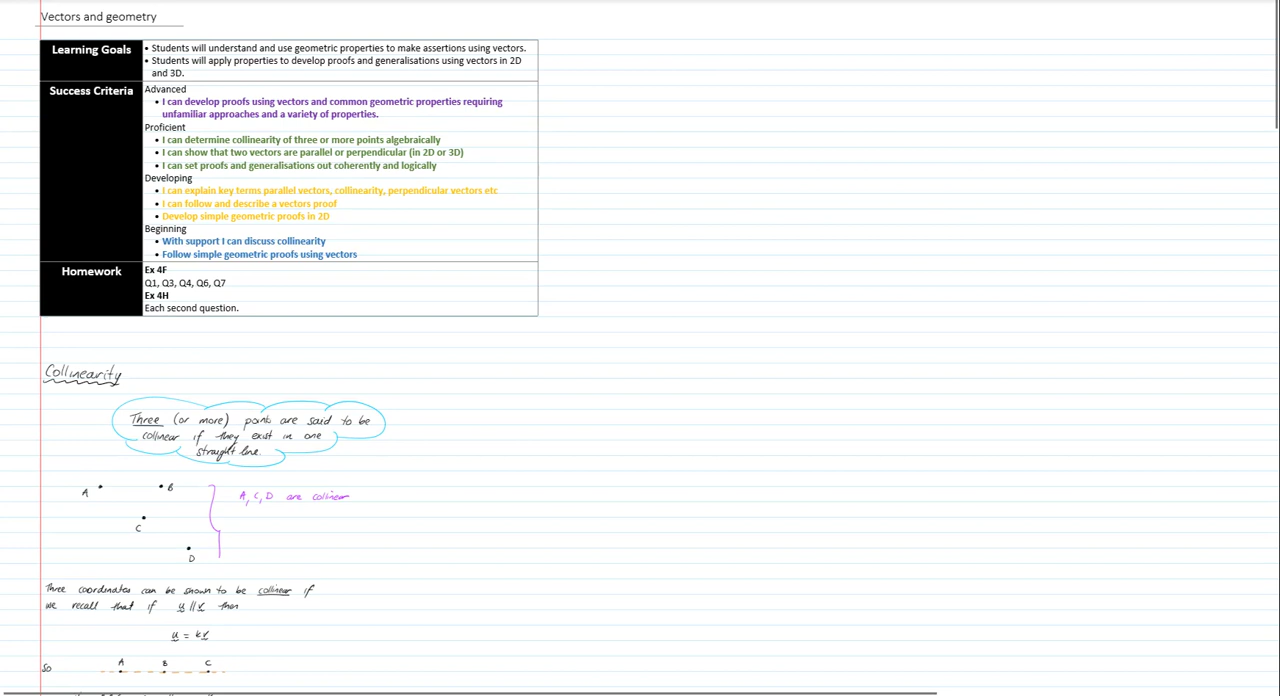 Vectors and geometry
Learning Goals
• Students will understand and use geometric properties to make assertions using vectors.
• Students will apply properties to develop proofs and generalisations using vectors in 2D
and 3D.
Success Criteria
Advanced
• I can develop proofs using vectors and common geometric properties requiring
unfamiliar approaches and a variety of properties.
Proficient
• I can determine collinearity of three or more points algebraically
• I can show that two vectors are parallel or perpendicular (in 2D or 3D)
• I can set proofs and generalisations out coherently and logically
Developing
• I can explain key terms parallel vectors, collinearity, perpendicular vectors etc
• I can follow and describe a vectors proof
• Develop simple geometric proofs in 2D
Beginning
• With support I can discuss collinearity
• Follow simple geometric proofs using vectors
Homework
Ex 4F
Q1, Q3, Q4, Q6, Q7
Ex 4H
Each second question.
Collinearity
Three (or more) points are said to be
collinear if they exist in one
straight line.
A
B
A, C, D are collinear
C
D
Three coordinates can be shown to be collinear if
we recall that if u // v then
u = kv
So
A B C